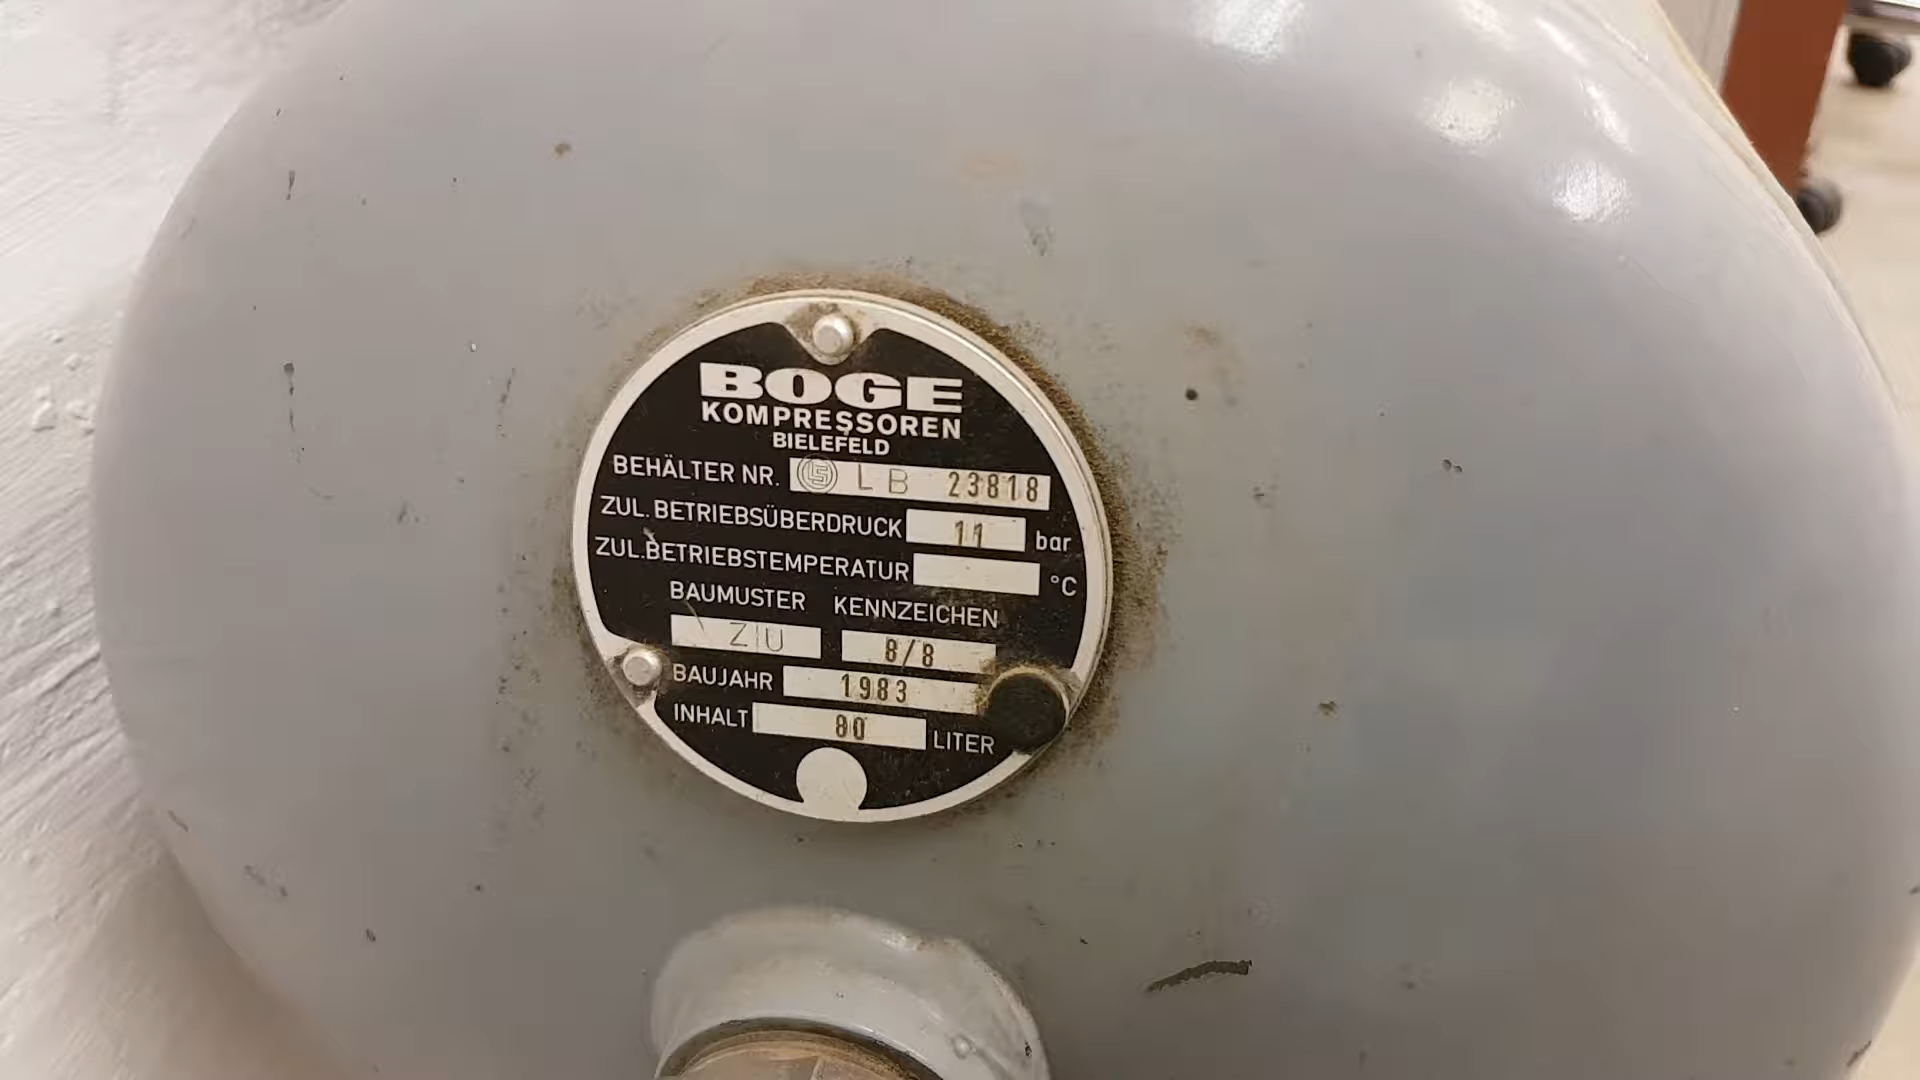 BOGE
KOMPRESSOREN
BIELEFELD
BEHÄLTER NR. LB 23818
ZUL. BETRIEBSÜBERDRUCK 11 bar
ZUL. BETRIEBSTEMPERATUR °C
BAUMUSTER KENNZEICHEN
ZU 8/8
BAUJAHR 1983
INHALT 80 LITER